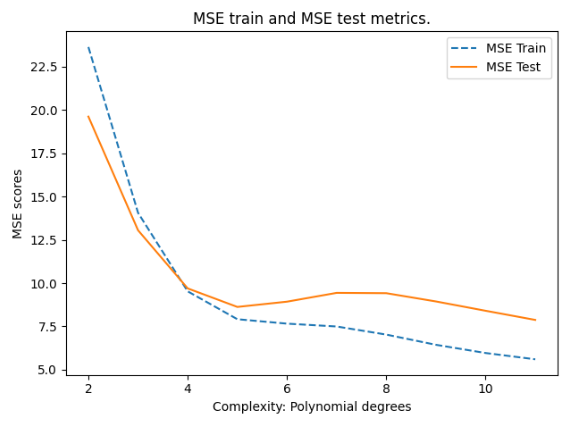 MSE train and MSE test metrics.
MSE Train
MSE Test
22.5
20.0
17.5
15.0
12.5
10.0
7.5
5.0
MSE scores
2
4
6
8
10
Complexity: Polynomial degrees